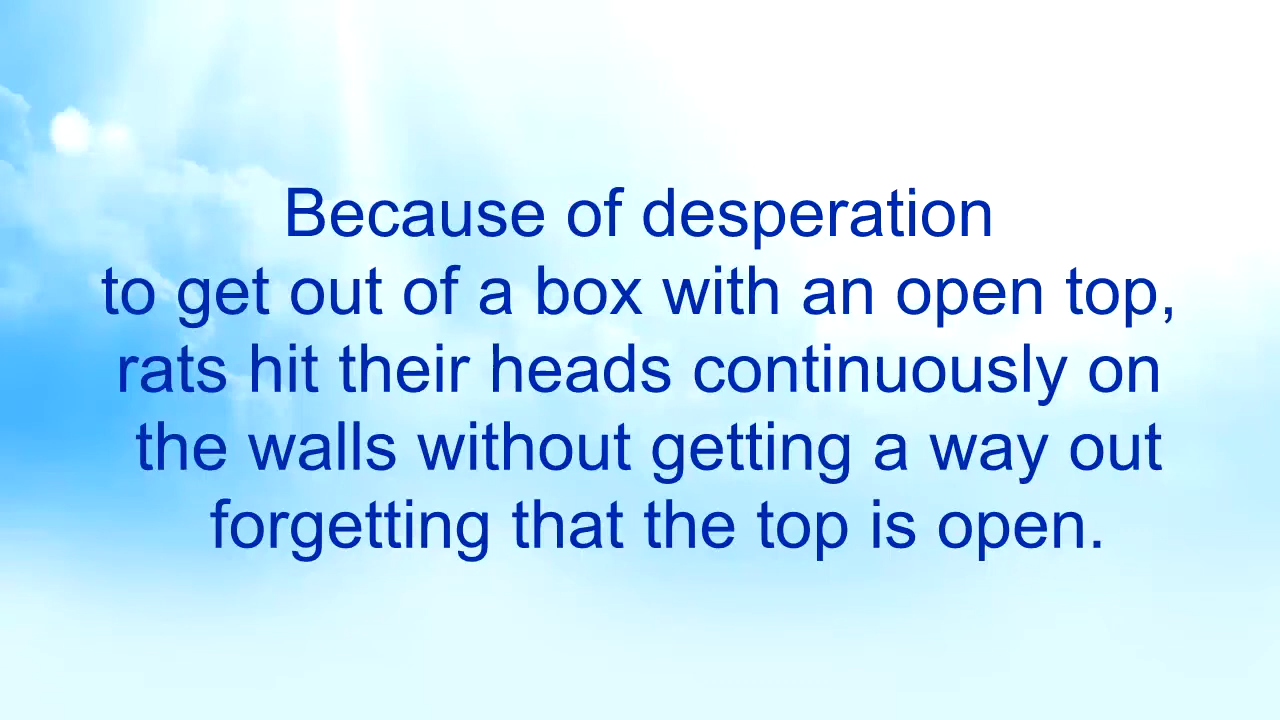 Because of desperation
to get out of a box with an open top,
rats hit their heads continuously on
the walls without getting a way out
forgetting that the top is open.